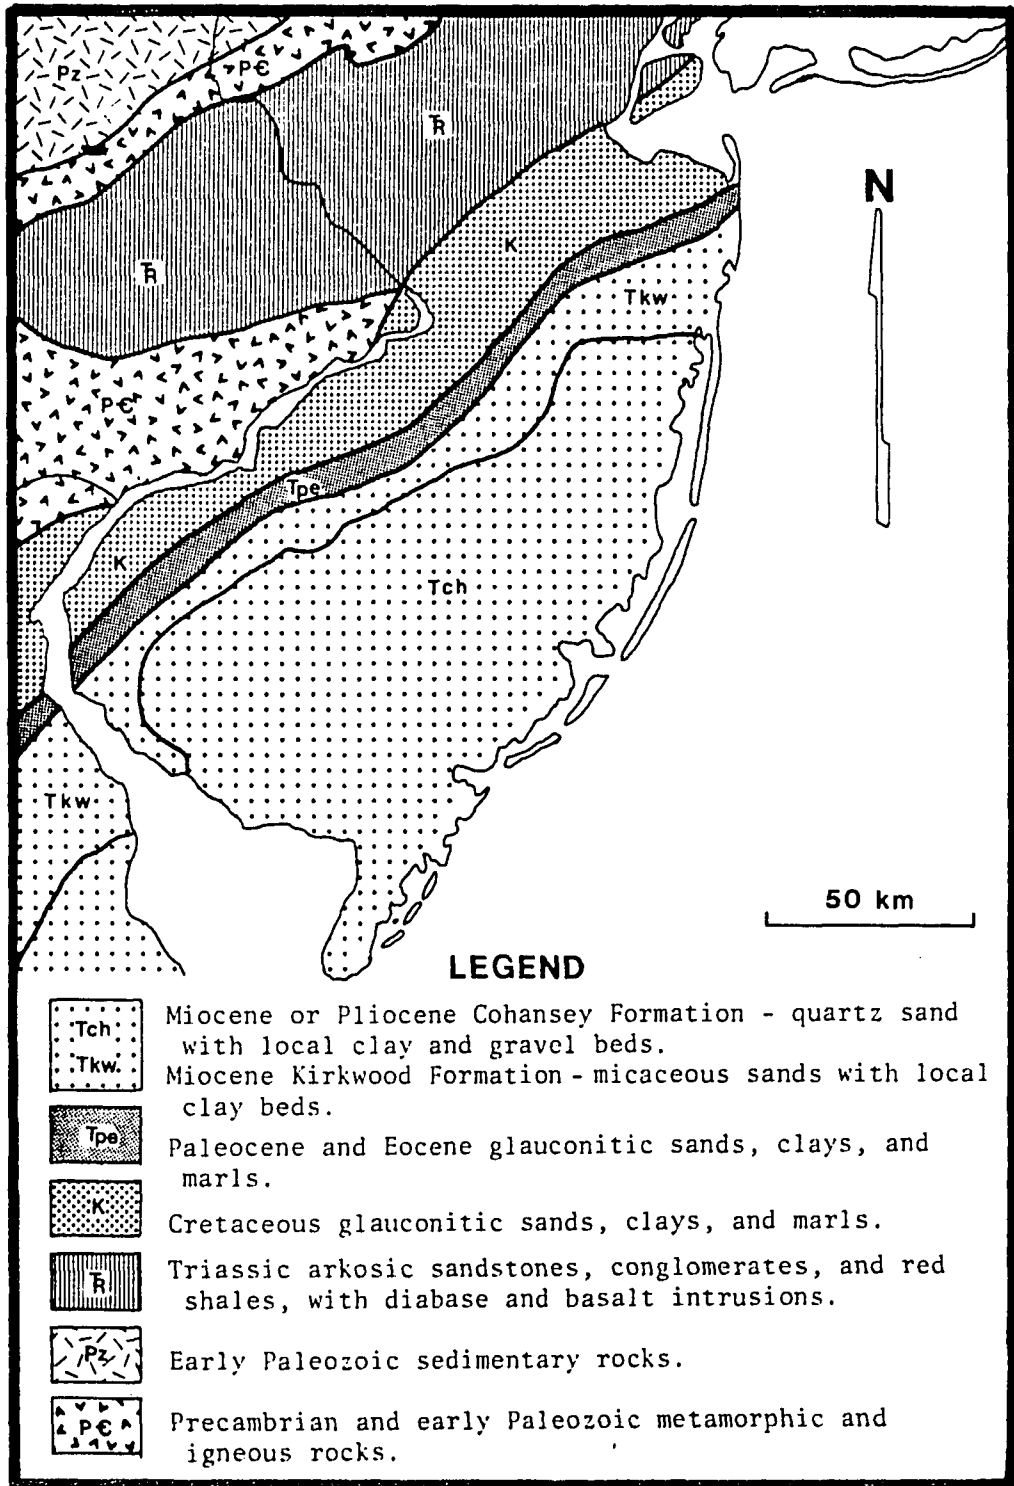 Pz
PЄ
TR
N
K
TR
Tkw
PЄ
Tpe
K
Tch
Tkw
50 km
LEGEND
Tch
Miocene or Pliocene Cohansey Formation - quartz sand
with local clay and gravel beds.
Tkw
Miocene Kirkwood Formation - micaceous sands with local
clay beds.
Tpe
Paleocene and Eocene glauconitic sands, clays, and
marls.
K
Cretaceous glauconitic sands, clays, and marls.
TR
Triassic arkosic sandstones, conglomerates, and red
shales, with diabase and basalt intrusions.
Pz
Early Paleozoic sedimentary rocks.
PЄ
Precambrian and early Paleozoic metamorphic and
igneous rocks.